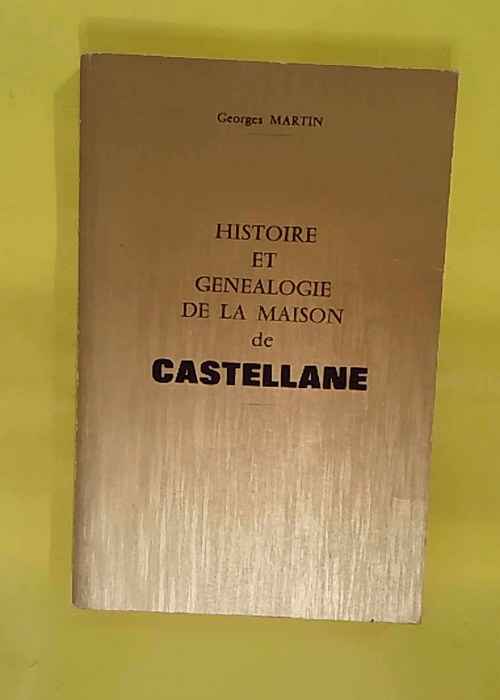 Georges MARTIN
HISTOIRE
ET
GENEALOGIE
DE LA MAISON
de
CASTELLANE